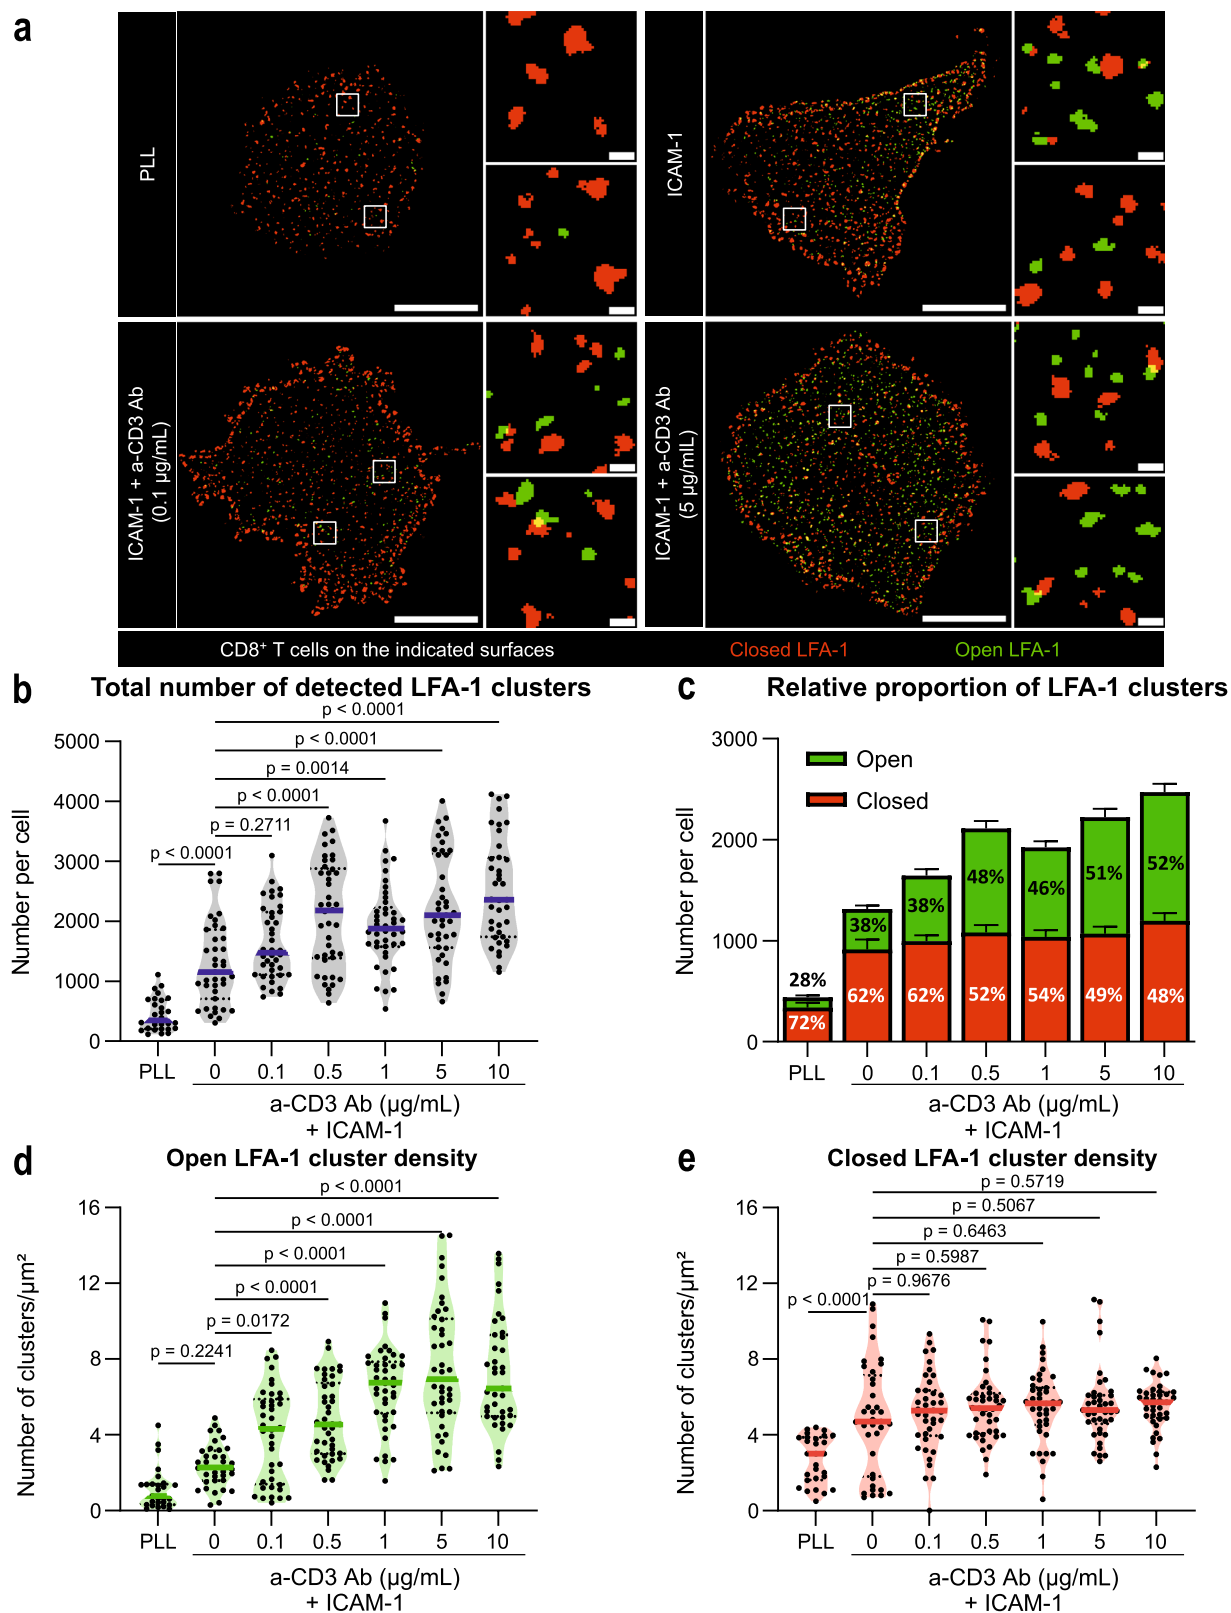 a
PLL
ICAM-1
ICAM-1 + a-CD3 Ab
(0.1 µg/mL)
ICAM-1 + a-CD3 Ab
(5 µg/mL)
CD8⁺ T cells on the indicated surfaces
Closed LFA-1
Open LFA-1
b
Total number of detected LFA-1 clusters
p < 0.0001
p < 0.0001
p = 0.0014
p < 0.0001
p = 0.2711
p < 0.0001
Number per cell
5000
4000
3000
2000
1000
0
PLL 0 0.1 0.5 1 5 10
a-CD3 Ab (µg/mL)
+ ICAM-1
c
Relative proportion of LFA-1 clusters
Open
Closed
Number per cell
3000
2000
1000
0
28%
72%
38%
62%
38%
62%
48%
52%
46%
54%
51%
49%
52%
48%
PLL 0 0.1 0.5 1 5 10
a-CD3 Ab (µg/mL)
+ ICAM-1
d
Open LFA-1 cluster density
p < 0.0001
p < 0.0001
p < 0.0001
p < 0.0001
p = 0.0172
p = 0.2241
Number of clusters/µm²
16
12
8
4
0
PLL 0 0.1 0.5 1 5 10
a-CD3 Ab (µg/mL)
+ ICAM-1
e
Closed LFA-1 cluster density
p = 0.5719
p = 0.5067
p = 0.6463
p = 0.5987
p = 0.9676
p < 0.0001
Number of clusters/µm²
16
12
8
4
0
PLL 0 0.1 0.5 1 5 10
a-CD3 Ab (µg/mL)
+ ICAM-1